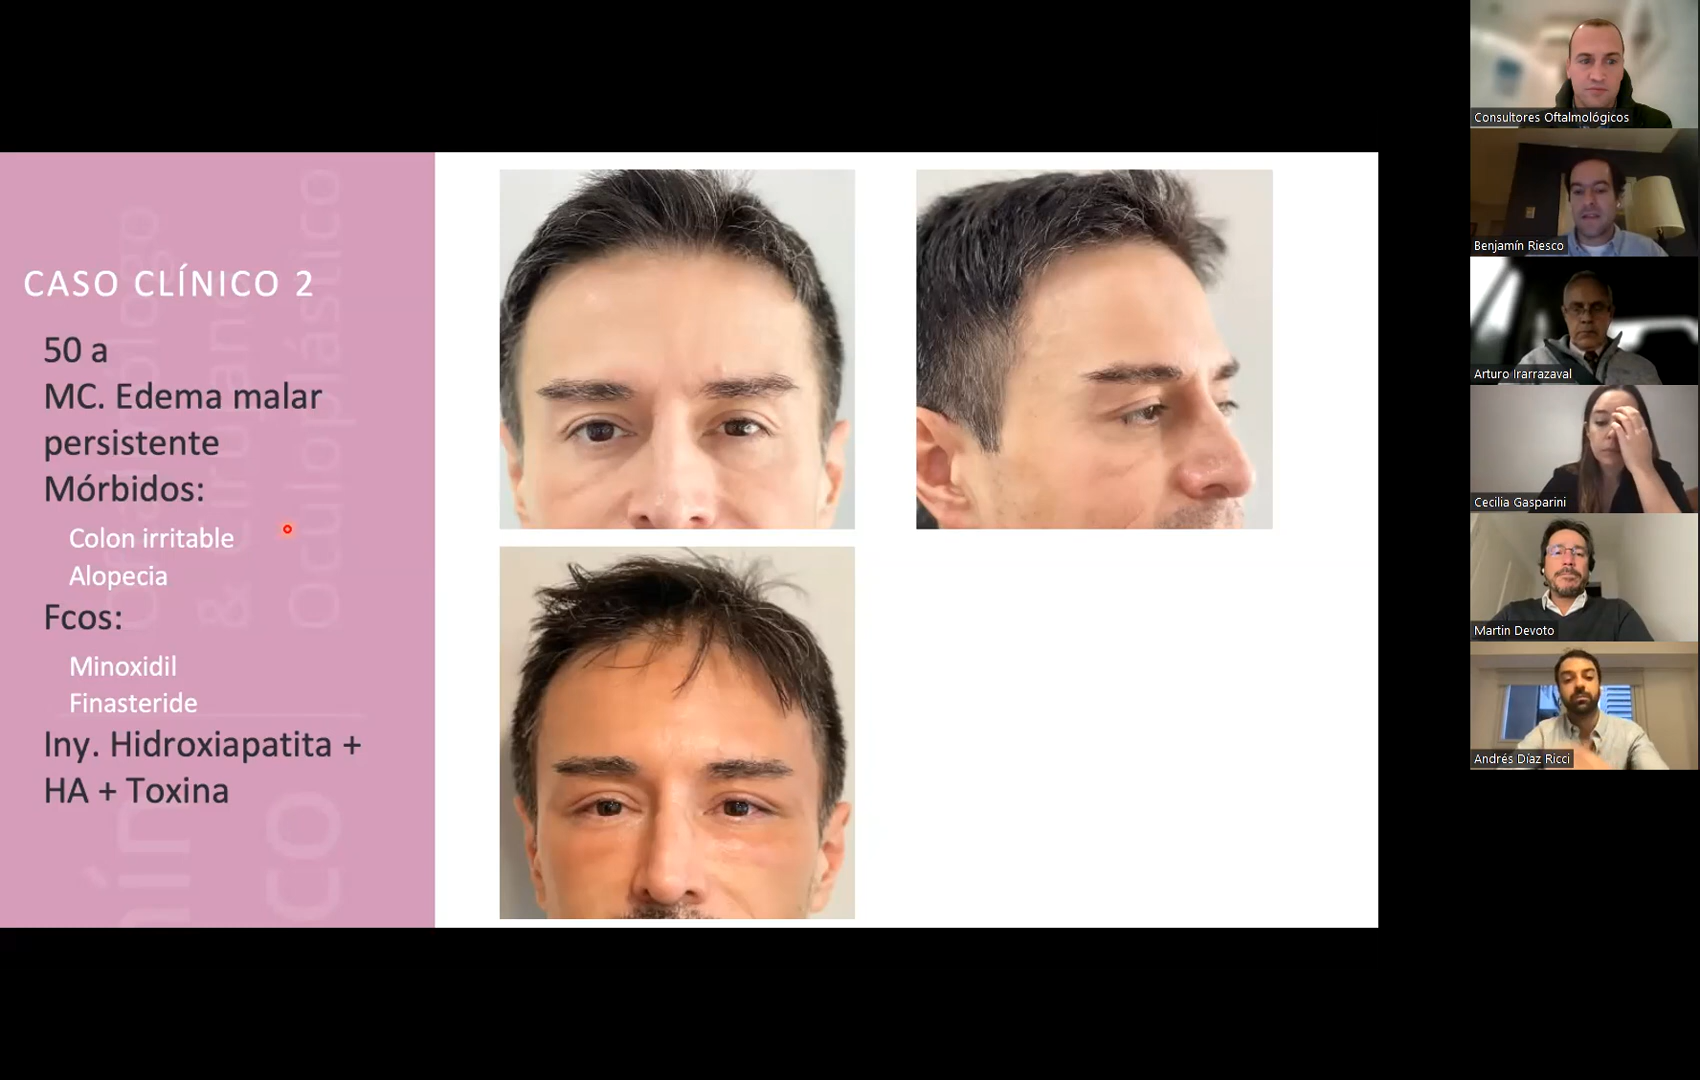 CASO CLÍNICO 2
50 a
MC. Edema malar
persistente
Mórbidos:
Colon irritable
Alopecia
Fcos:
Minoxidil
Finasteride
Iny. Hidroxiapatita +
HA + Toxina
Oculoplástico
Consultores Oftalmológicos
Benjamín Riesco
Arturo Irarrazaval
Cecilia Gasparini
Martin Devoto
Andrés Díaz Ricci